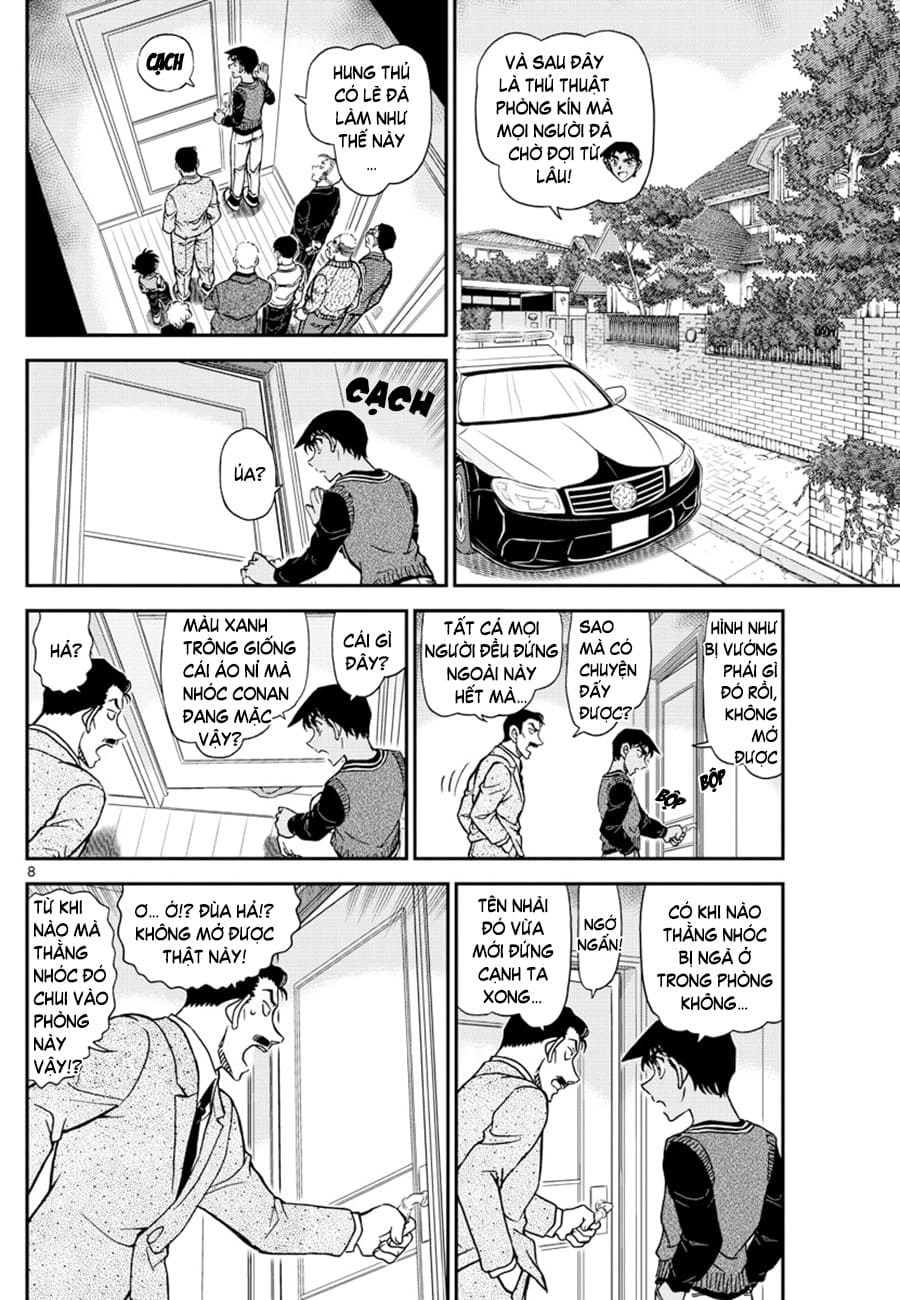 VÀ SAU ĐÂY
LÀ THỦ THUẬT
PHÒNG KÍN MÀ
MỌI NGƯỜI ĐÃ
CHỜ ĐỢI TỪ
LÂU!
HUNG THỦ
CÓ LẼ ĐÃ
LÀM NHƯ
THẾ NÀY
...
CẠCH
CẠCH
ỦA?
HÌNH NHƯ
BỊ VƯỚNG
PHẢI GÌ
ĐÓ RỒI,
KHÔNG
MỞ
ĐƯỢC
BỘP
BỘP
SAO
MÀ CÓ
CHUYỆN
ĐẤY
ĐƯỢC?
TẤT CẢ MỌI
NGƯỜI ĐỀU ĐỨNG
NGOÀI NÀY
HẾT MÀ...
CÁI GÌ
ĐÂY?
MÀU XANH
TRÔNG GIỐNG
CÁI ÁO NỈ MÀ
NHÓC CONAN
ĐANG MẶC
VẬY?
HẢ?
8
CÓ KHI NÀO
THẰNG NHÓC
BỊ NGÃ Ở
TRONG PHÒNG
KHÔNG...
NGỚ
NGẨN!
TÊN NHÃI
ĐÓ VỪA
MỚI ĐỨNG
CẠNH TA
XONG...
Ơ... Ớ!? ĐÙA HẢ!?
KHÔNG MỞ ĐƯỢC
THẬT NÀY!
TỪ KHI
NÀO MÀ
THẰNG
NHÓC ĐÓ
CHUI VÀO
PHÒNG
NÀY
VẬY!?